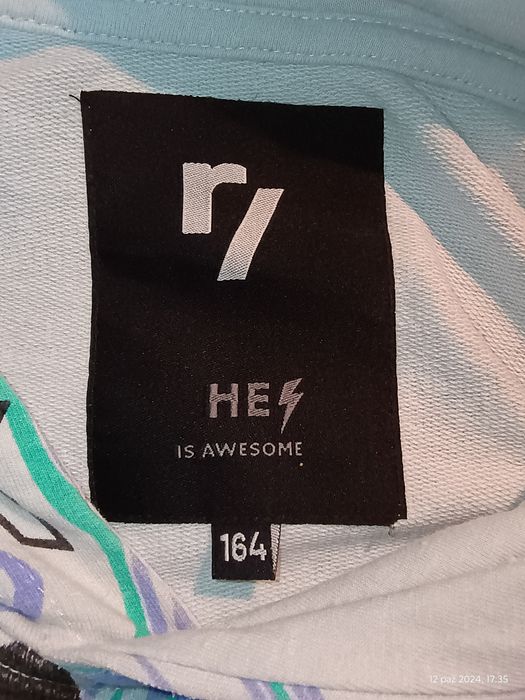 r/
HE⚡
IS AWESOME
164
12 paź 2024, 17:35